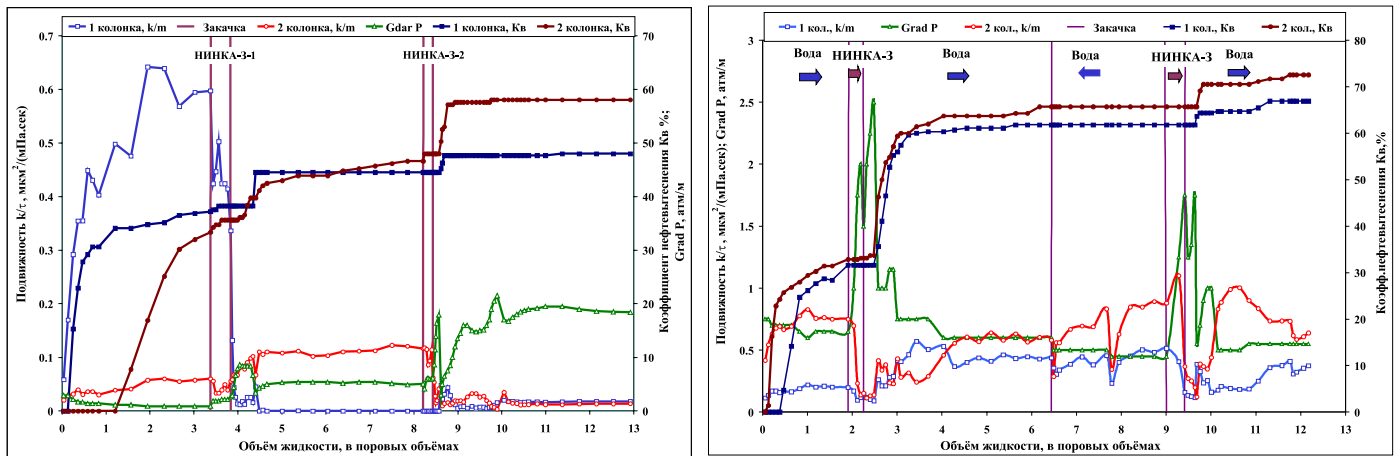 1 колонка, k/m Закачка 2 колонка, k/m Gdar P 1 колонка, Кв 2 колонка, Кв
НИНКА-З-1 НИНКА-З-2
0.7
0.6
0.5
0.4
0.3
0.2
0.1
0
Подвижность k/τ , мкм²/(мПа.сек)
70
60
50
40
30
20
10
0
Коэффициент нефтевытеснения Кв %;
Grad P, атм/м
0 1 2 3 4 5 6 7 8 9 10 11 12 13
Объём жидкости, в поровых объёмах
1 кол., k/m Grad P 2 кол., k/m Закачка 1 кол., Кв 2 кол., Кв
Вода НИНКА-З Вода Вода НИНКА-З Вода
3
2.5
2
1.5
1
0.5
0
Подвижность k/τ , мкм²/(мПа.сек); Grad P, атм/м
80
70
60
50
40
30
20
10
0
Коэфф.нефтевытеснения Кв,%
0 1 2 3 4 5 6 7 8 9 10 11 12 13
Объём жидкости, в поровых объёмах